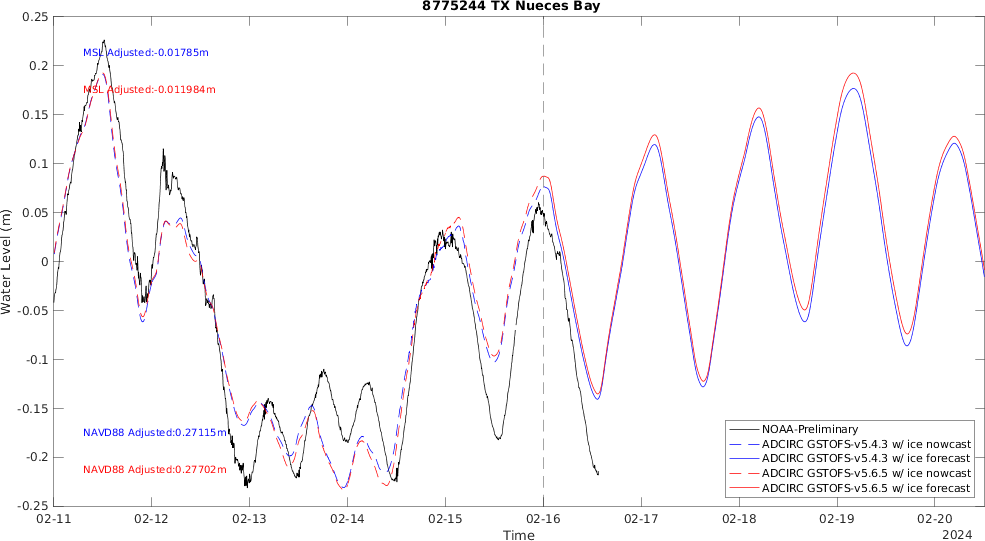 8775244 TX Nueces Bay
Water Level (m)
0.25
0.2
0.15
0.1
0.05
0
-0.05
-0.1
-0.15
-0.2
-0.25
MSL Adjusted:-0.01785m
MSL Adjusted:-0.011984m
NAVD88 Adjusted:0.27115m
NAVD88 Adjusted:0.27702m
NOAA-Preliminary
ADCIRC GSTOFS-v5.4.3 w/ ice nowcast
ADCIRC GSTOFS-v5.4.3 w/ ice forecast
ADCIRC GSTOFS-v5.6.5 w/ ice nowcast
ADCIRC GSTOFS-v5.6.5 w/ ice forecast
02-11 02-12 02-13 02-14 02-15 02-16 02-17 02-18 02-19 02-20
Time
2024